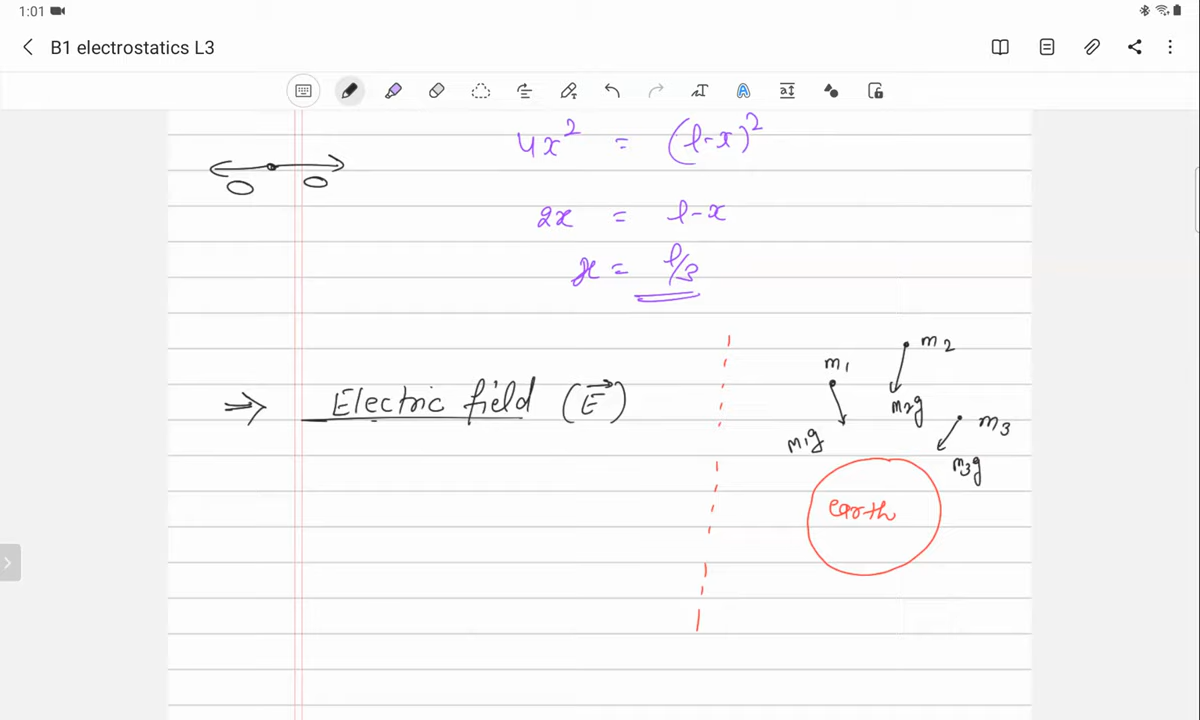 1:01
B1 electrostatics L3
4x² = (l-x)²
2x = l-x
x = l/3
⇒ Electric field (E⃗)
m1
m2
m1g
m2g
m3
m3g
earth